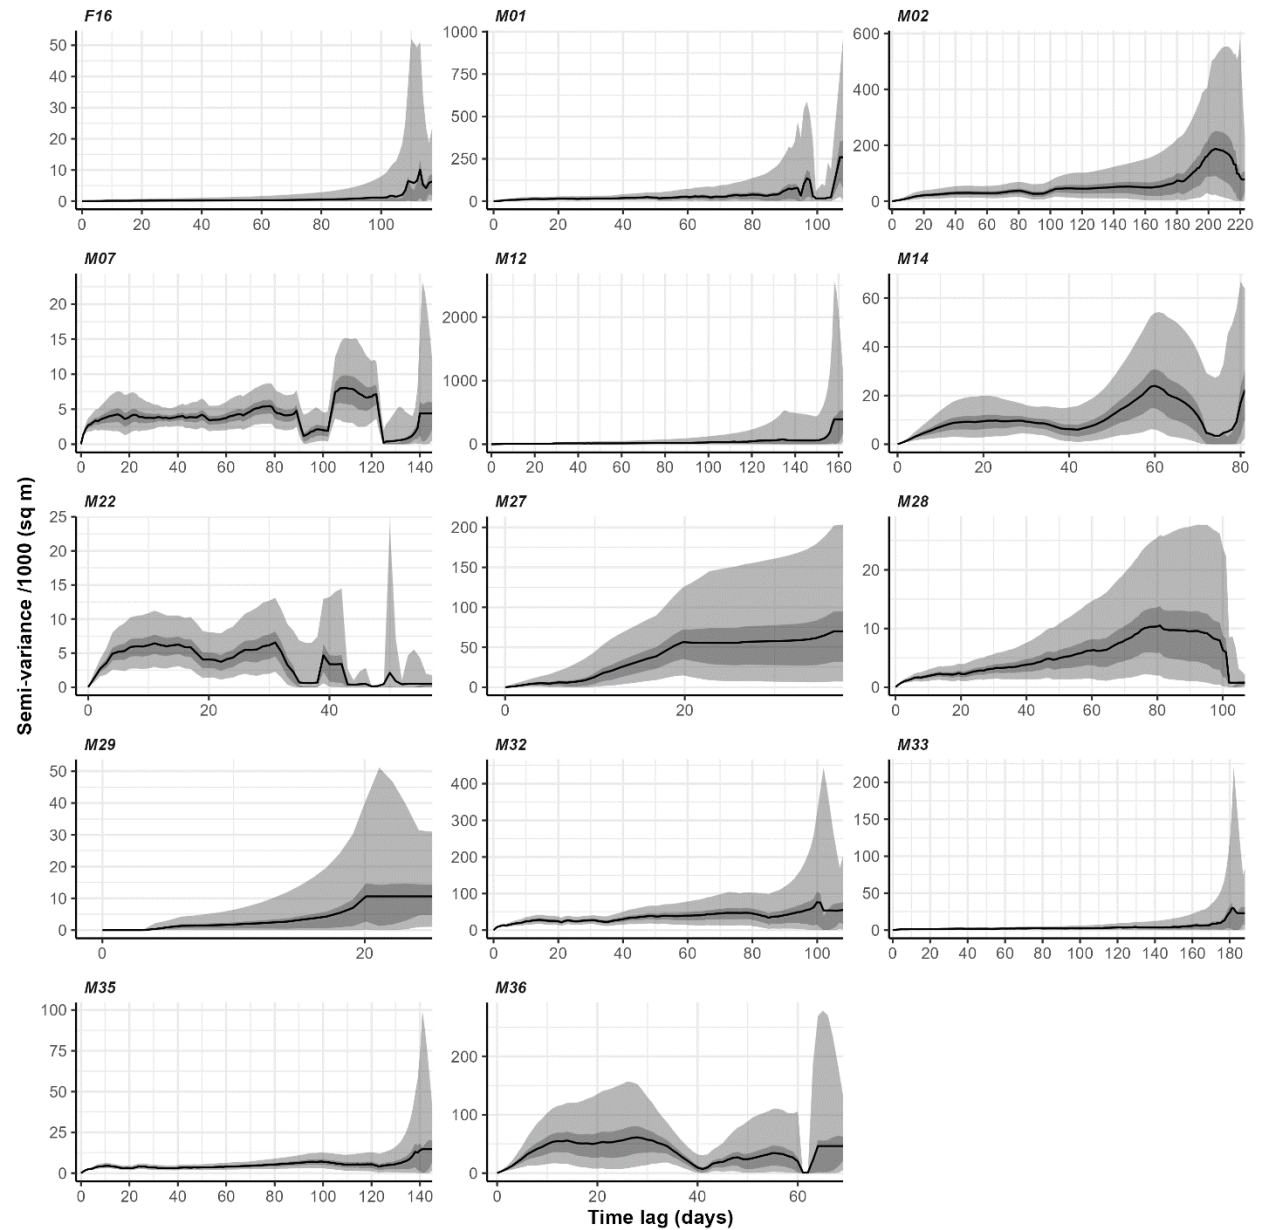 F16 M01 M02
50 40 30 20 10 0
0 20 40 60 80 100
1000 750 500 250 0
0 20 40 60 80 100
600 400 200 0
0 20 40 60 80 100 120 140 160 180 200 220
M07 M12 M14
20 15 10 5 0
0 20 40 60 80 100 120 140
2000 1000 0
0 20 40 60 80 100 120 140 160
60 40 20 0
0 20 40 60 80
M22 M27 M28
25 20 15 10 5 0
0 20 40
200 150 100 50 0
0 20
20 10 0
0 20 40 60 80 100
Semi-variance /1000 (sq m)
M29 M32 M33
50 40 30 20 10 0
0 20
400 300 200 100 0
0 20 40 60 80 100
200 150 100 50 0
0 20 40 60 80 100 120 140 160 180
M35 M36
100 75 50 25 0
0 20 40 60 80 100 120 140
200 100 0
0 20 40 60
Time lag (days)